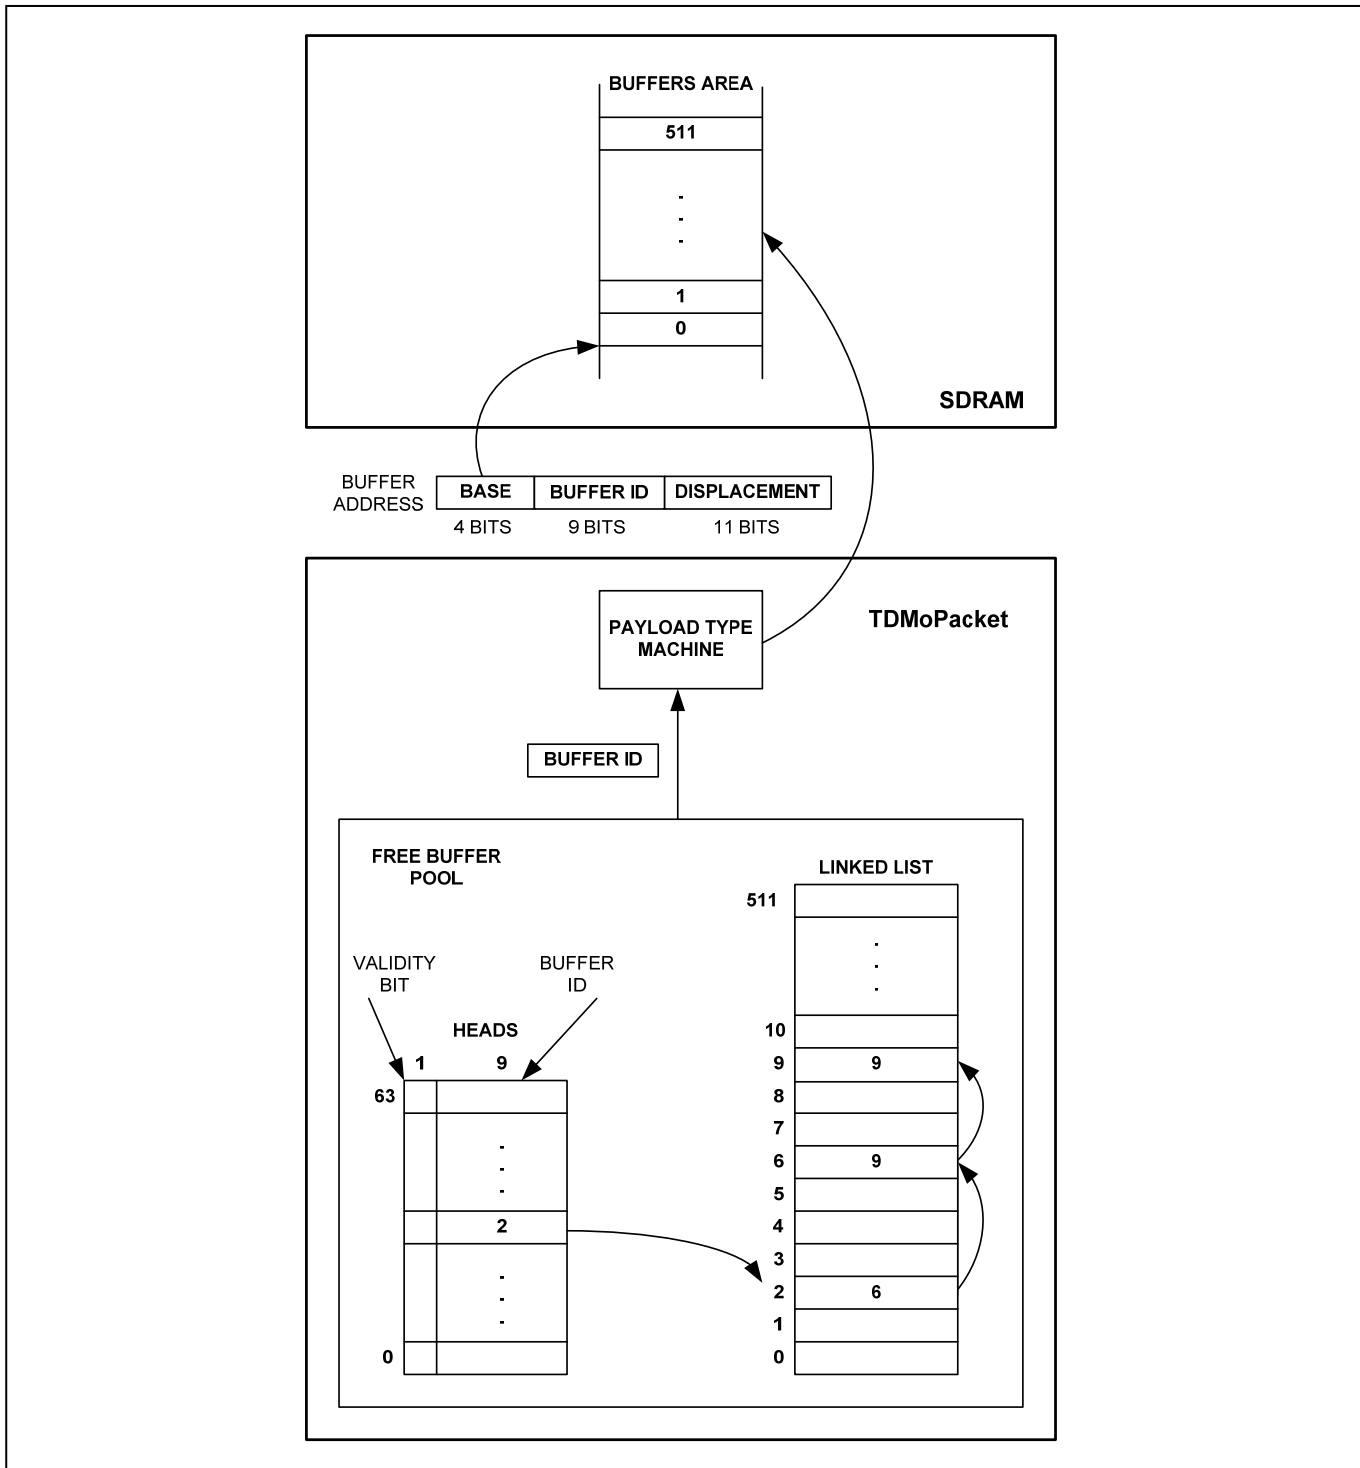 BUFFERS AREA
511
.
.
.
1
0
SDRAM
BUFFER
ADDRESS
BASE BUFFER ID DISPLACEMENT
4 BITS 9 BITS 11 BITS
TDMoPacket
PAYLOAD TYPE
MACHINE
BUFFER ID
FREE BUFFER
POOL
VALIDITY
BIT
BUFFER
ID
HEADS
1 9
63
.
.
.
2
.
.
.
0
LINKED LIST
511
.
.
.
10
9 9
8
7
6 9
5
4
3
2 6
1
0